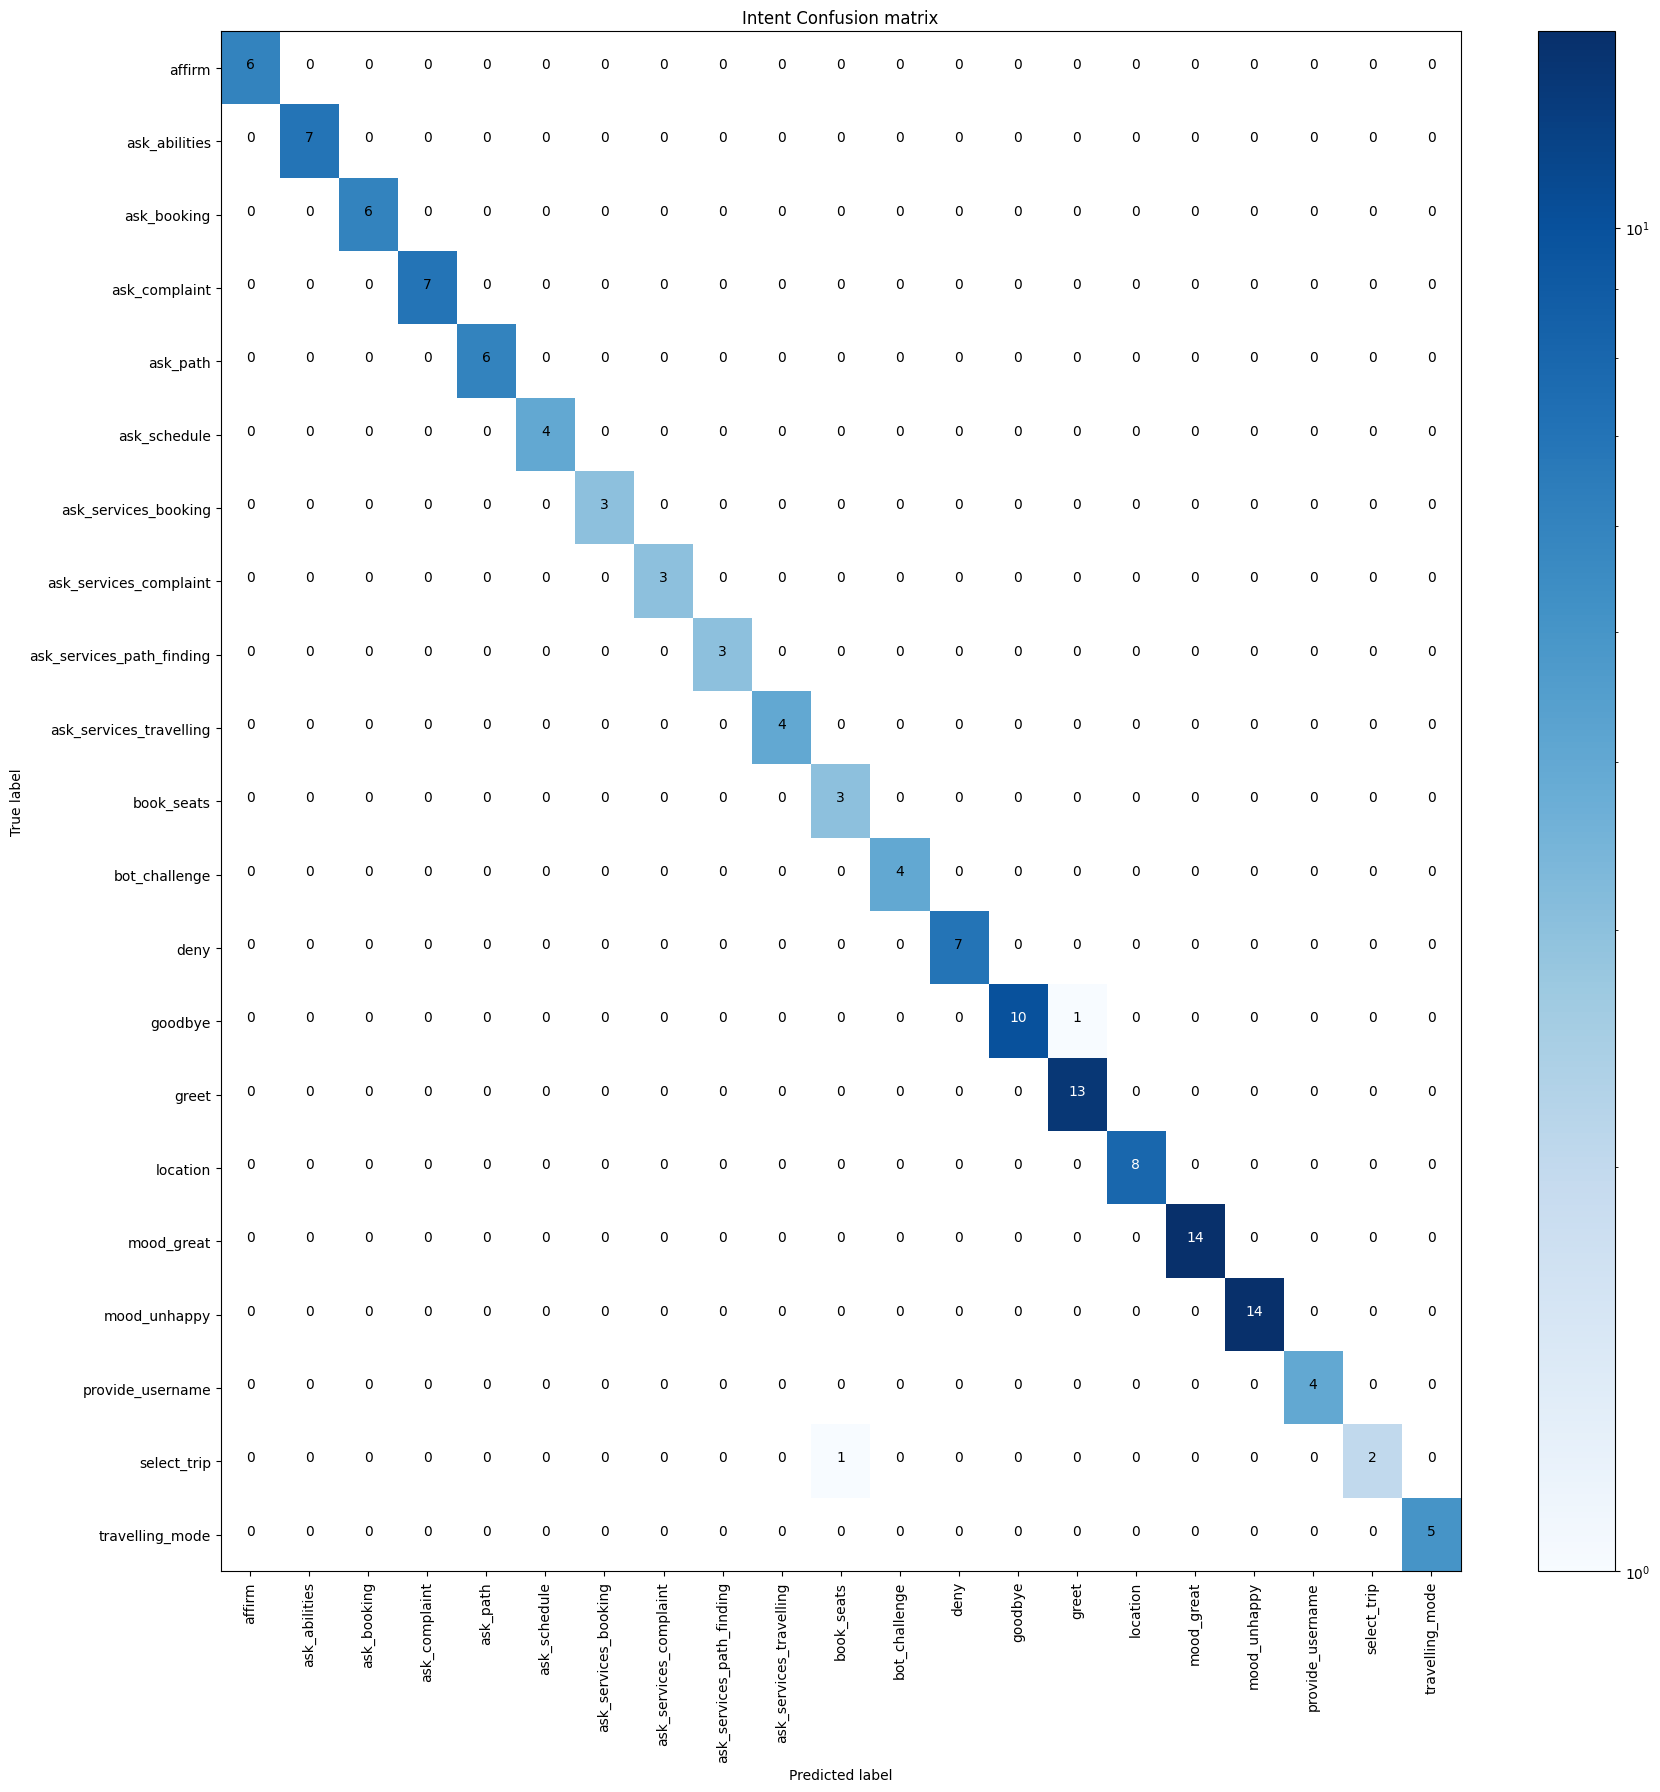 Intent Confusion matrix
affirm 6 0 0 0 0 0 0 0 0 0 0 0 0 0 0 0 0 0 0 0 0
ask_abilities 0 7 0 0 0 0 0 0 0 0 0 0 0 0 0 0 0 0 0 0 0
ask_booking 0 0 6 0 0 0 0 0 0 0 0 0 0 0 0 0 0 0 0 0 0
ask_complaint 0 0 0 7 0 0 0 0 0 0 0 0 0 0 0 0 0 0 0 0 0
ask_path 0 0 0 0 6 0 0 0 0 0 0 0 0 0 0 0 0 0 0 0 0
ask_schedule 0 0 0 0 0 4 0 0 0 0 0 0 0 0 0 0 0 0 0 0 0
ask_services_booking 0 0 0 0 0 0 3 0 0 0 0 0 0 0 0 0 0 0 0 0 0
ask_services_complaint 0 0 0 0 0 0 0 3 0 0 0 0 0 0 0 0 0 0 0 0 0
ask_services_path_finding 0 0 0 0 0 0 0 0 3 0 0 0 0 0 0 0 0 0 0 0 0
ask_services_travelling 0 0 0 0 0 0 0 0 0 4 0 0 0 0 0 0 0 0 0 0 0
book_seats 0 0 0 0 0 0 0 0 0 0 3 0 0 0 0 0 0 0 0 0 0
bot_challenge 0 0 0 0 0 0 0 0 0 0 0 4 0 0 0 0 0 0 0 0 0
deny 0 0 0 0 0 0 0 0 0 0 0 0 7 0 0 0 0 0 0 0 0
goodbye 0 0 0 0 0 0 0 0 0 0 0 0 0 10 1 0 0 0 0 0 0
greet 0 0 0 0 0 0 0 0 0 0 0 0 0 0 13 0 0 0 0 0 0
location 0 0 0 0 0 0 0 0 0 0 0 0 0 0 0 8 0 0 0 0 0
mood_great 0 0 0 0 0 0 0 0 0 0 0 0 0 0 0 0 14 0 0 0 0
mood_unhappy 0 0 0 0 0 0 0 0 0 0 0 0 0 0 0 0 0 14 0 0 0
provide_username 0 0 0 0 0 0 0 0 0 0 0 0 0 0 0 0 0 0 4 0 0
select_trip 0 0 0 0 0 0 0 0 0 0 1 0 0 0 0 0 0 0 0 2 0
travelling_mode 0 0 0 0 0 0 0 0 0 0 0 0 0 0 0 0 0 0 0 0 5
True label
affirm
ask_abilities
ask_booking
ask_complaint
ask_path
ask_schedule
ask_services_booking
ask_services_complaint
ask_services_path_finding
ask_services_travelling
book_seats
bot_challenge
deny
goodbye
greet
location
mood_great
mood_unhappy
provide_username
select_trip
travelling_mode
Predicted label
10¹
10⁰